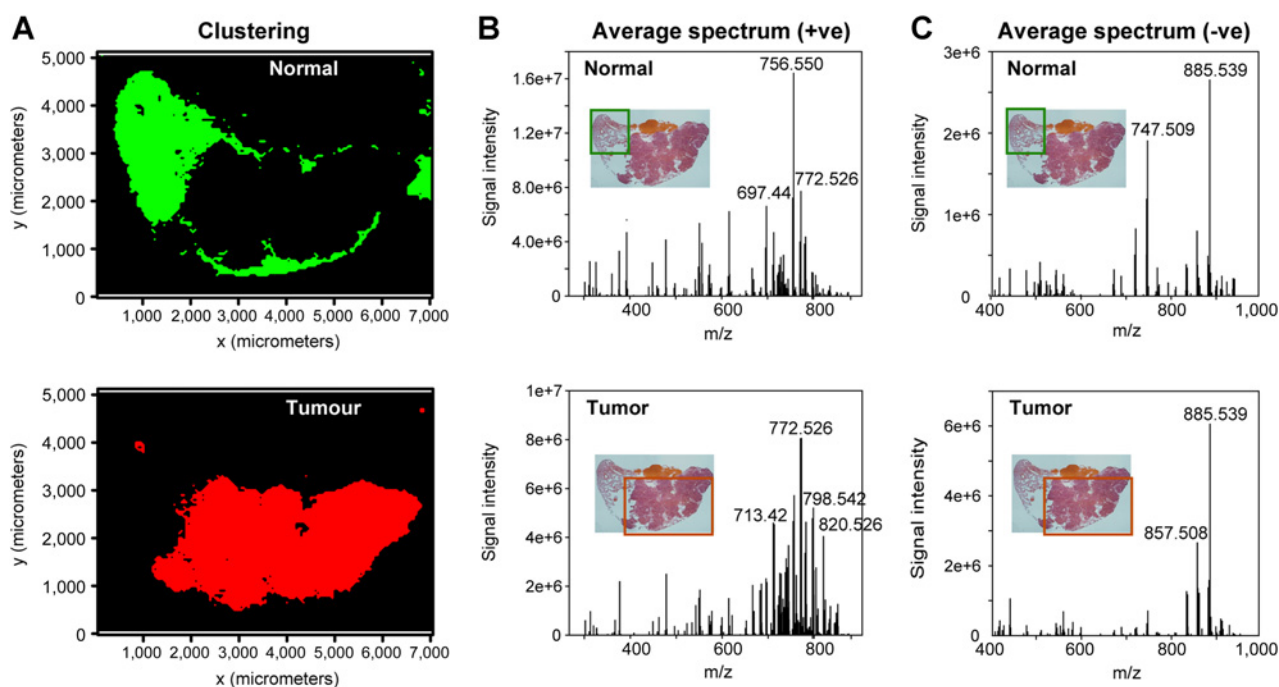 A
Clustering
Normal
5,000
4,000
3,000
2,000
1,000
0
y (micrometers)
1,000 2,000 3,000 4,000 5,000 6,000 7,000
x (micrometers)
Tumour
5,000
4,000
3,000
2,000
1,000
0
y (micrometers)
1,000 2,000 3,000 4,000 5,000 6,000 7,000
x (micrometers)
B
Average spectrum (+ve)
Normal
756.550
772.526
697.44
1.6e+7
1.2e+7
8.0e+6
4.0e+6
0
Signal intensity
400 600 800
m/z
Tumor
772.526
798.542
713.42
820.526
1e+7
8e+6
6e+6
4e+6
2e+6
0
Signal intensity
400 600 800
m/z
C
Average spectrum (-ve)
Normal
885.539
747.509
3e+6
2e+6
1e+6
0
Signal intensity
400 600 800 1,000
m/z
Tumor
885.539
857.508
6e+6
4e+6
2e+6
0
Signal intensity
400 600 800 1,000
m/z